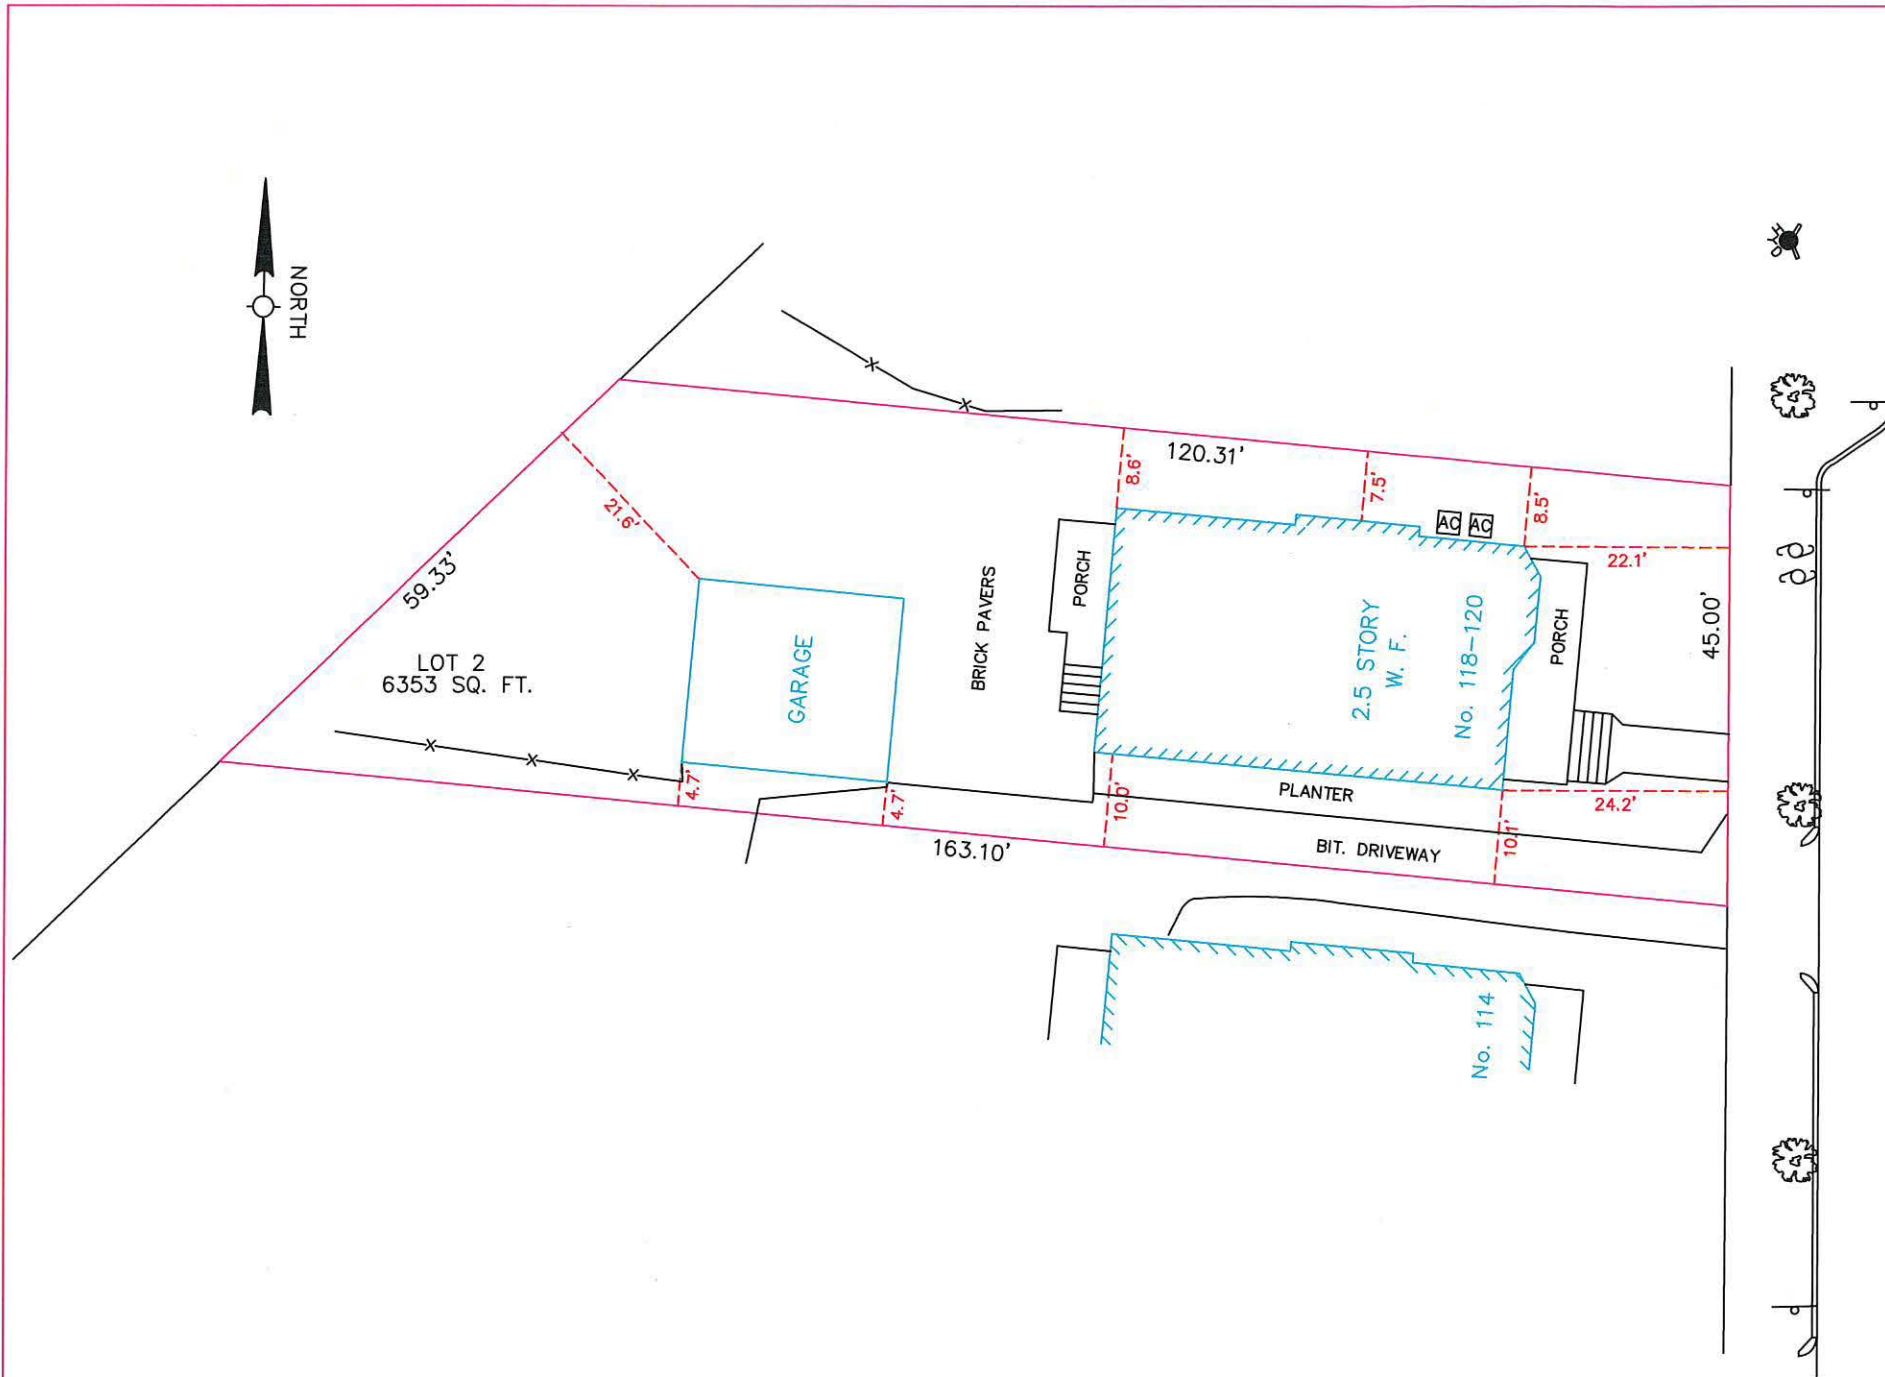 NORTH
HYD
120.31'
8.6'
7.5'
8.5'
AC
AC
22.1'
21.6'
59.33'
LOT 2
6353 SQ. FT.
GARAGE
BRICK PAVERS
PORCH
2.5 STORY
W. F.
No. 118-120
PORCH
45.00'
4.7'
4.7'
10.0'
PLANTER
24.2'
10.1'
163.10'
BIT. DRIVEWAY
No. 114